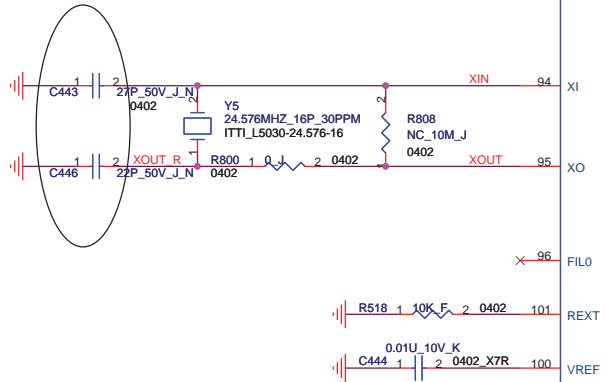 XIN
94
XI
1
2
C443
27P_50V_J_N
0402
2
Y5
24.576MHZ_16P_30PPM
ITTI_L5030-24.576-16
1
2
R808
NC_10M_J
0402
1
1
2
C446
XOUT_R
22P_50V_J_N
R800
0402
1
0_J
2
0402
XOUT
95
XO
96
FIL0
R518
1
10K_F
2
0402
101
REXT
0.01U_10V_K
C444
1
2
0402_X7R
100
VREF